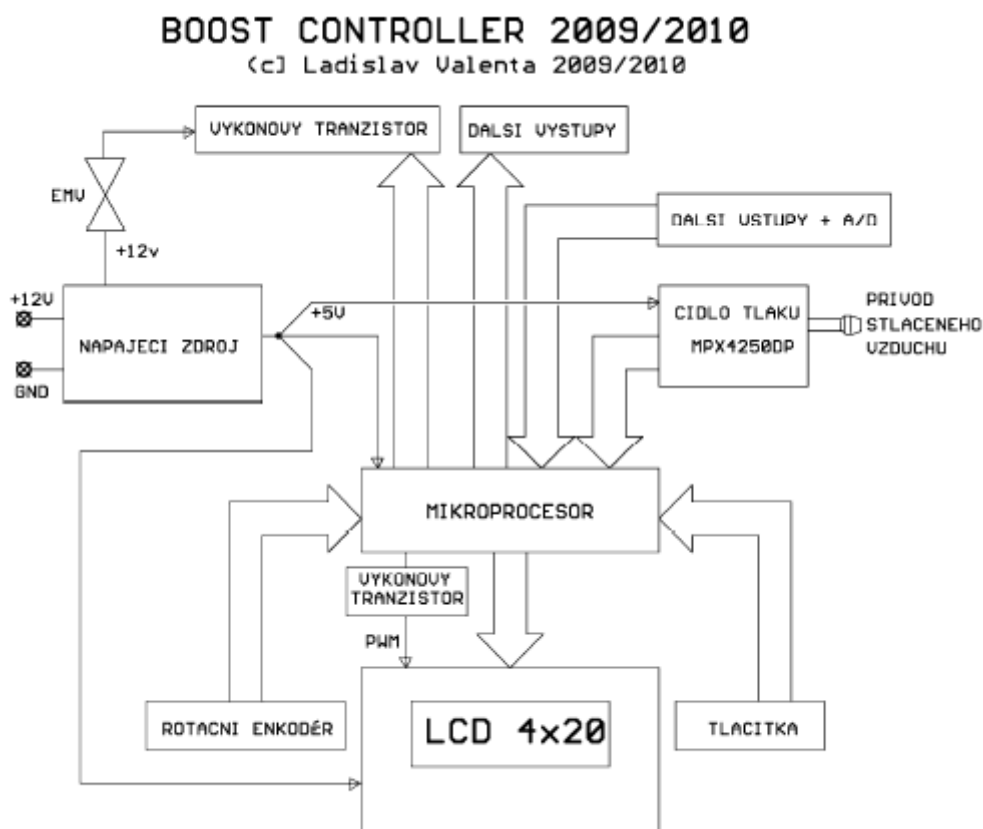 BOOST CONTROLLER 2009/2010
(c) Ladislav Valenta 2009/2010
VYKONOVY TRANZISTOR
DALSI VYSTUPY
EMV
DALSI VSTUPY + A/D
+12v
+12V
+5V
CIDLO TLAKU
MPX4250DP
PRIVOD
STLACENEHO
VZDUCHU
NAPAJECI ZDROJ
GND
MIKROPROCESOR
VYKONOVY
TRANZISTOR
PWM
ROTACNI ENKODÉR
LCD 4x20
TLACITKA